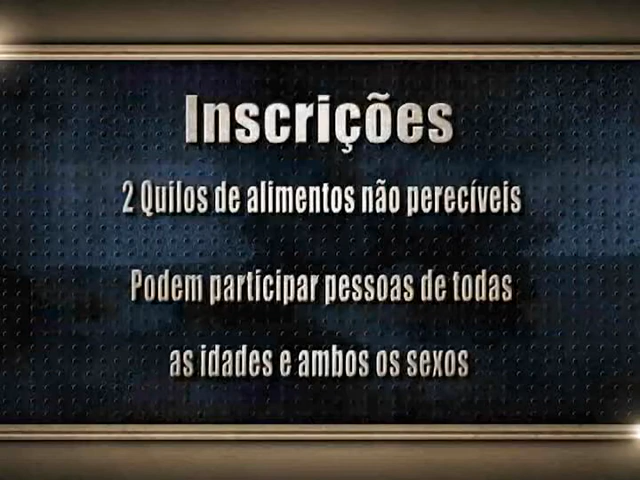 Inscrições
2 Quilos de alimentos não perecíveis
Podem participar pessoas de todas
as idades e ambos os sexos